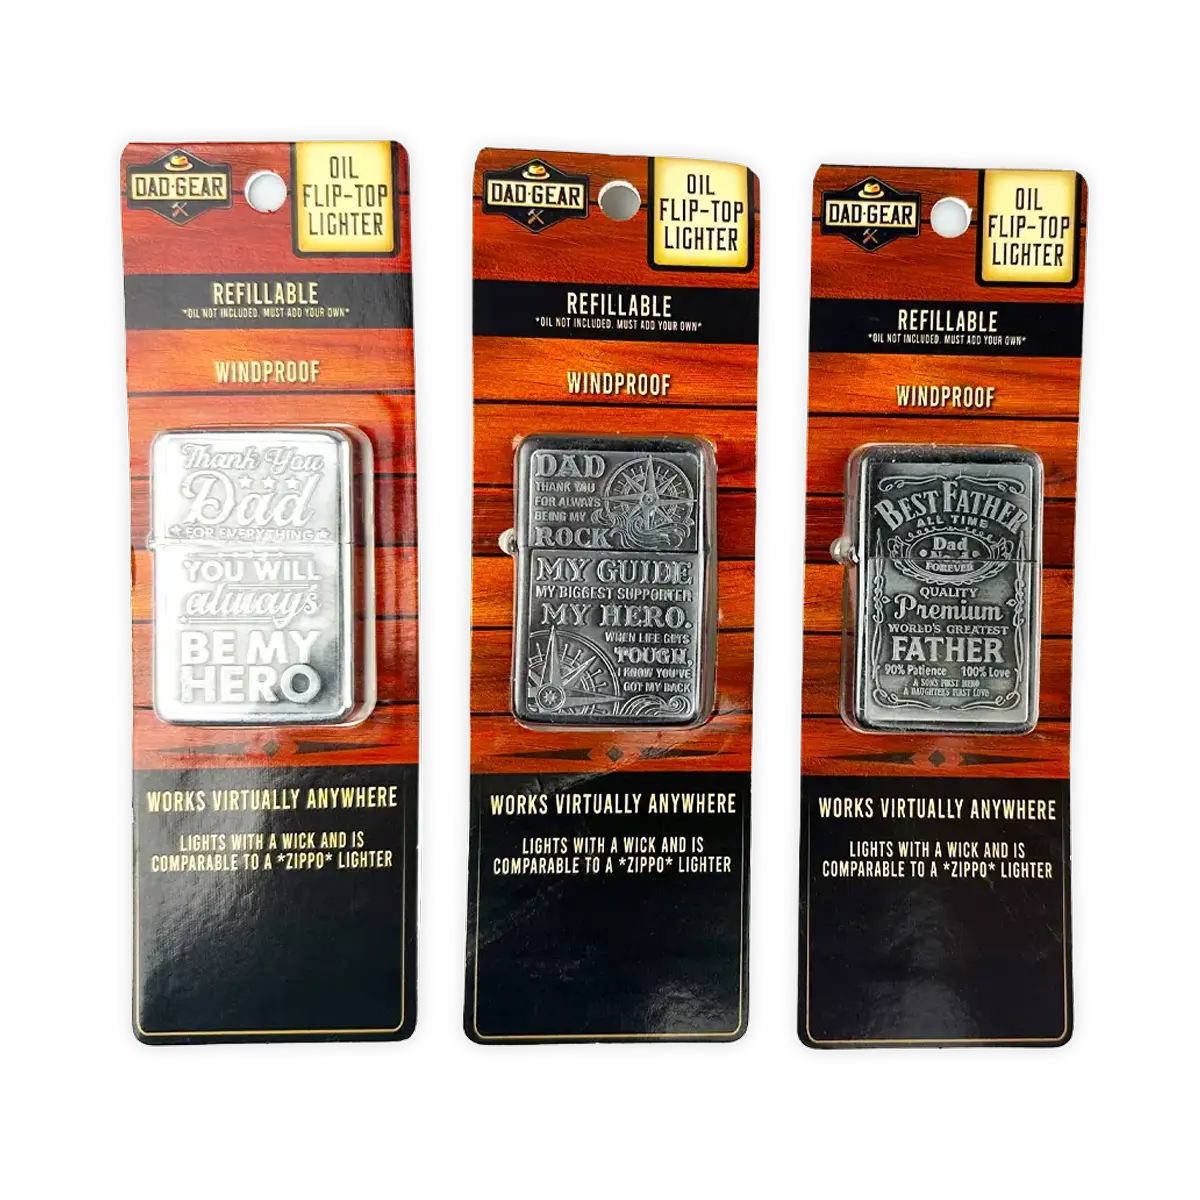 DAD·GEAR
OIL
FLIP-TOP
LIGHTER
REFILLABLE
*OIL NOT INCLUDED. MUST ADD YOUR OWN*
WINDPROOF
Thank You
Dad
FOR EVERYTHING
YOU WILL
always
BE MY
HERO
WORKS VIRTUALLY ANYWHERE
LIGHTS WITH A WICK AND IS
COMPARABLE TO A *ZIPPO* LIGHTER
DAD·GEAR
OIL
FLIP-TOP
LIGHTER
REFILLABLE
*OIL NOT INCLUDED. MUST ADD YOUR OWN*
WINDPROOF
DAD
THANK YOU
FOR ALWAYS
BEING MY
ROCK
MY GUIDE
MY BIGGEST SUPPORTER
MY HERO.
WHEN LIFE GETS
TOUGH,
I KNOW YOU'VE
GOT MY BACK
WORKS VIRTUALLY ANYWHERE
LIGHTS WITH A WICK AND IS
COMPARABLE TO A *ZIPPO* LIGHTER
DAD·GEAR
OIL
FLIP-TOP
LIGHTER
REFILLABLE
*OIL NOT INCLUDED. MUST ADD YOUR OWN*
WINDPROOF
BEST FATHER
ALL TIME
Dad
No. 1
FOREVER
QUALITY
Premium
WORLD'S GREATEST
FATHER
90% Patience 100% Love
A SON'S FIRST HERO
A DAUGHTER'S FIRST LOVE
WORKS VIRTUALLY ANYWHERE
LIGHTS WITH A WICK AND IS
COMPARABLE TO A *ZIPPO* LIGHTER